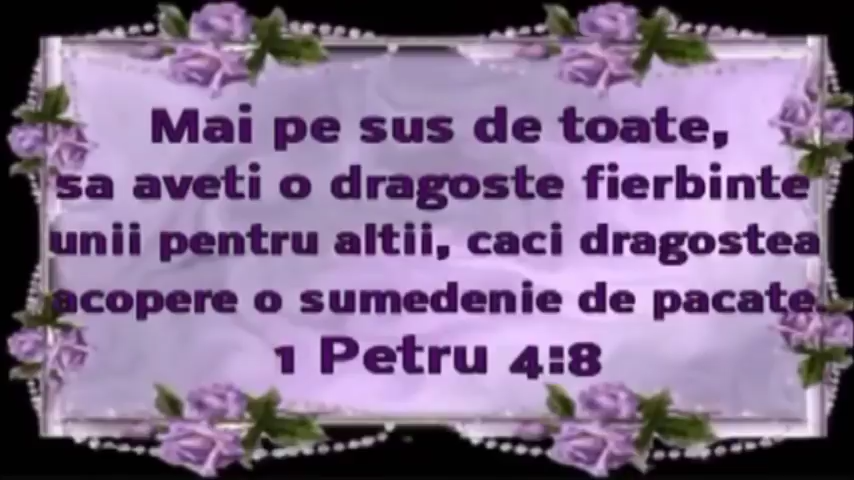 Mai pe sus de toate,
sa aveti o dragoste fierbinte
unii pentru altii, caci dragostea
acopere o sumedenie de pacate.
1 Petru 4:8